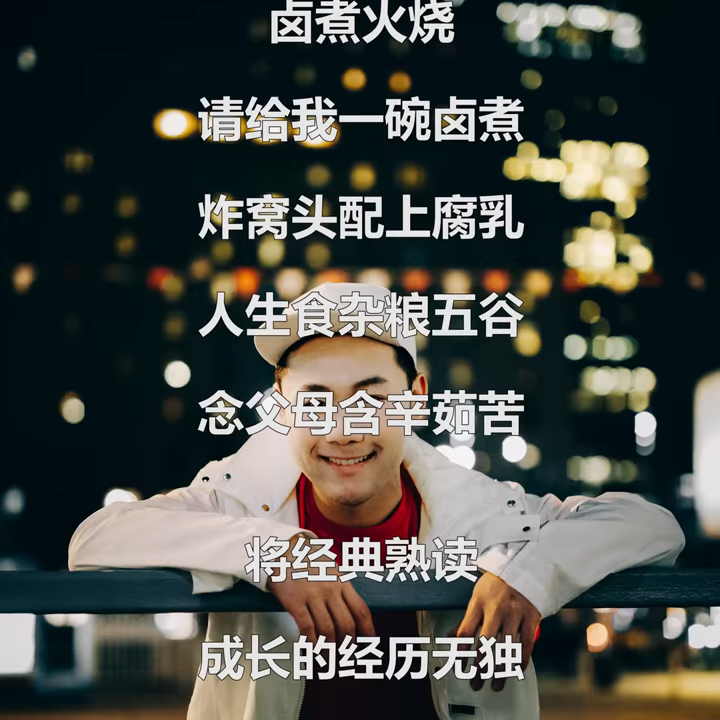 卤煮火烧
请给我一碗卤煮
炸窝头配上腐乳
人生食杂粮五谷
念父母含辛茹苦
将经典熟读
成长的经历无独